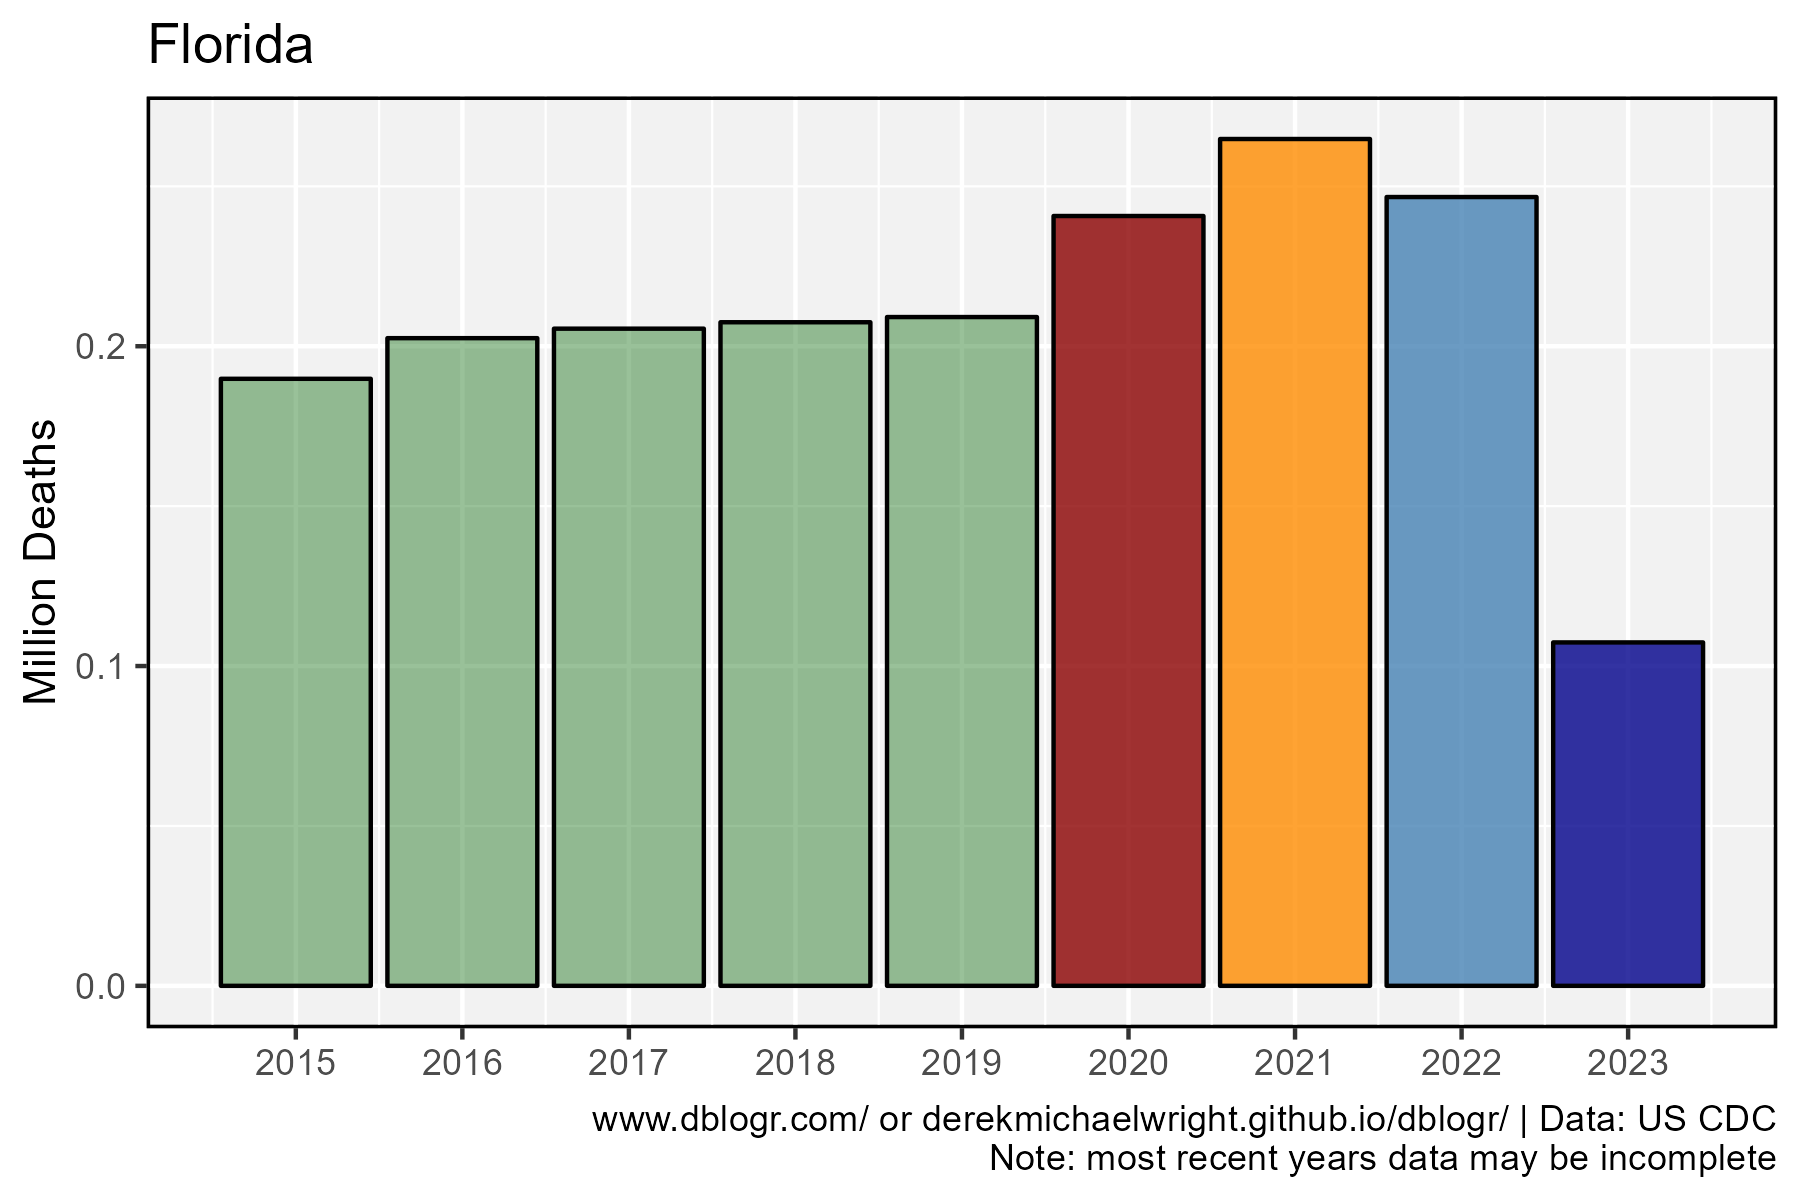 Florida
Million Deaths
0.2
0.1
0.0
2015 2016 2017 2018 2019 2020 2021 2022 2023
www.dblogr.com/ or derekmichaelwright.github.io/dblogr/ | Data: US CDC
Note: most recent years data may be incomplete